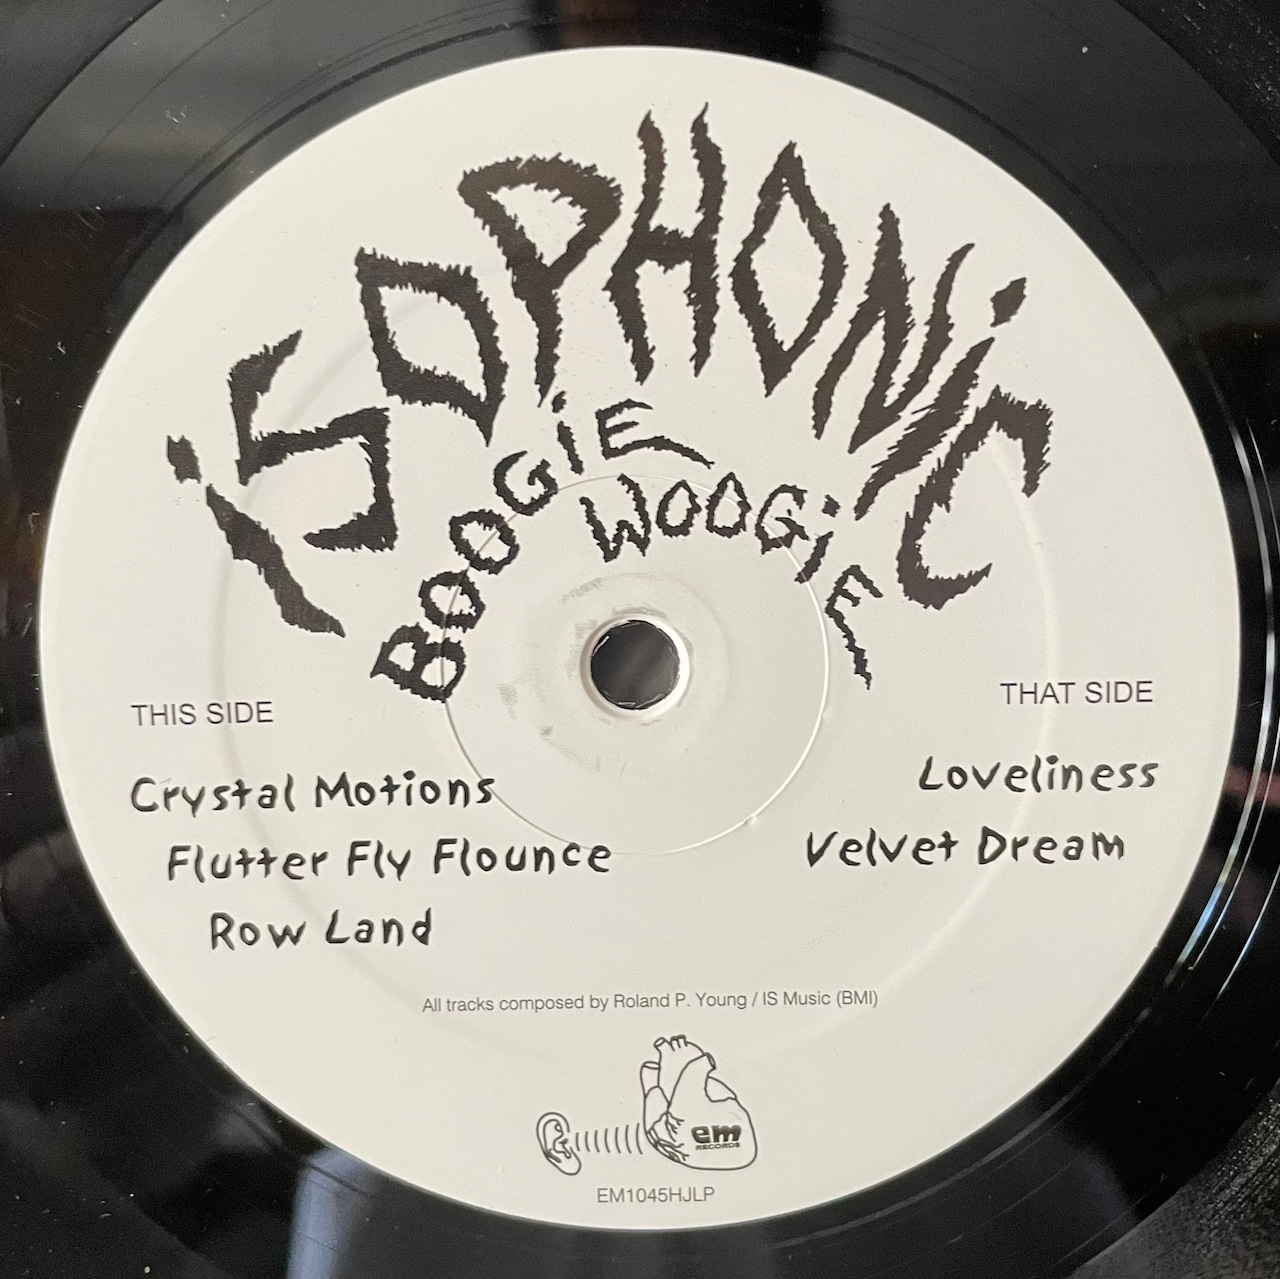 iSOPHONiC
BOOGiE WOOGiE
THIS SIDE
Crystal Motions
Flutter Fly Flounce
Row Land
THAT SIDE
Loveliness
Velvet Dream
All tracks composed by Roland P. Young / IS Music (BMI)
em
RECORDS
EM1045HJLP